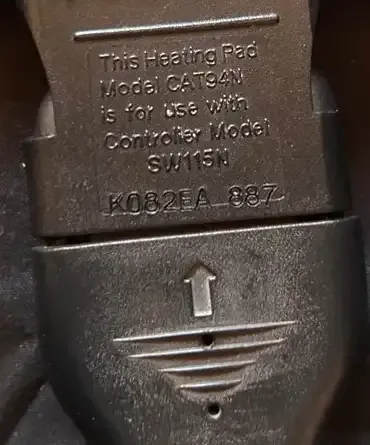 This Heating Pad
Model CAT94N
is for use with
Controller Model
SW115N
K082EA 887